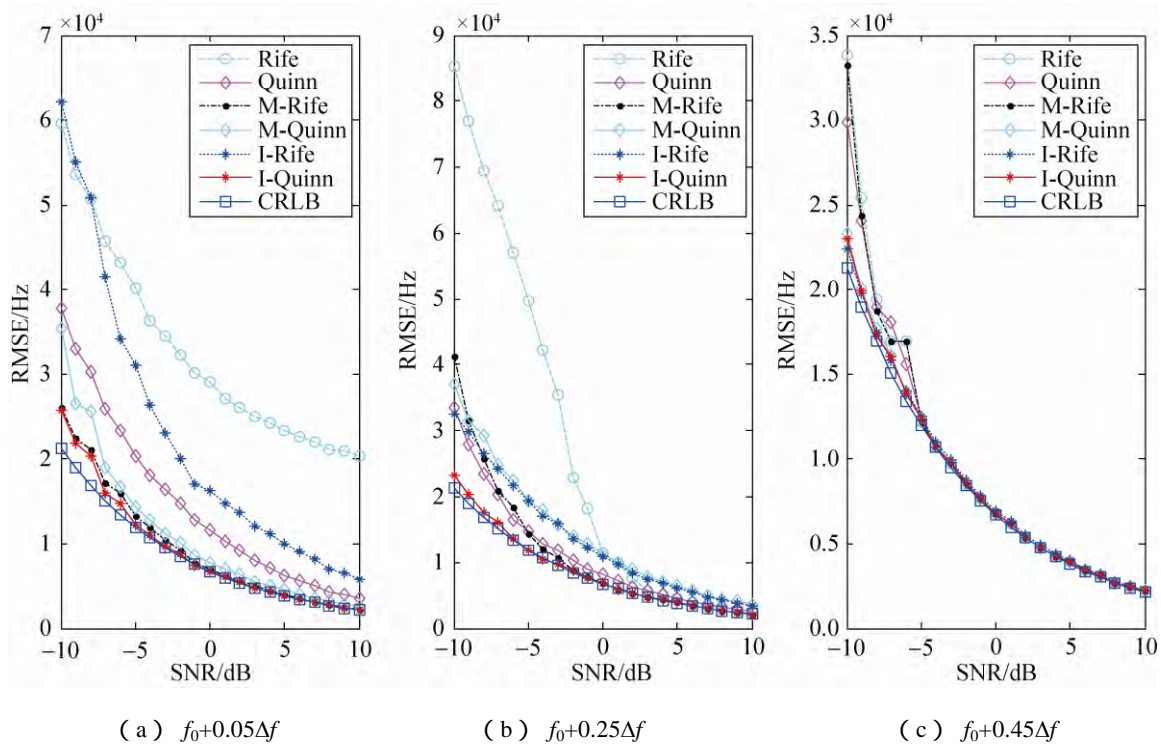 ×10⁴
7
6
5
4
3
2
1
0
RMSE/Hz
−10
−5
0
5
10
SNR/dB
Rife
Quinn
M-Rife
M-Quinn
I-Rife
I-Quinn
CRLB
(a) f₀+0.05Δf
×10⁴
9
8
7
6
5
4
3
2
1
0
RMSE/Hz
−10
−5
0
5
10
SNR/dB
Rife
Quinn
M-Rife
M-Quinn
I-Rife
I-Quinn
CRLB
(b) f₀+0.25Δf
×10⁴
3.5
3.0
2.5
2.0
1.5
1.0
0.5
0.0
RMSE/Hz
−10
−5
0
5
10
SNR/dB
Rife
Quinn
M-Rife
M-Quinn
I-Rife
I-Quinn
CRLB
(c) f₀+0.45Δf